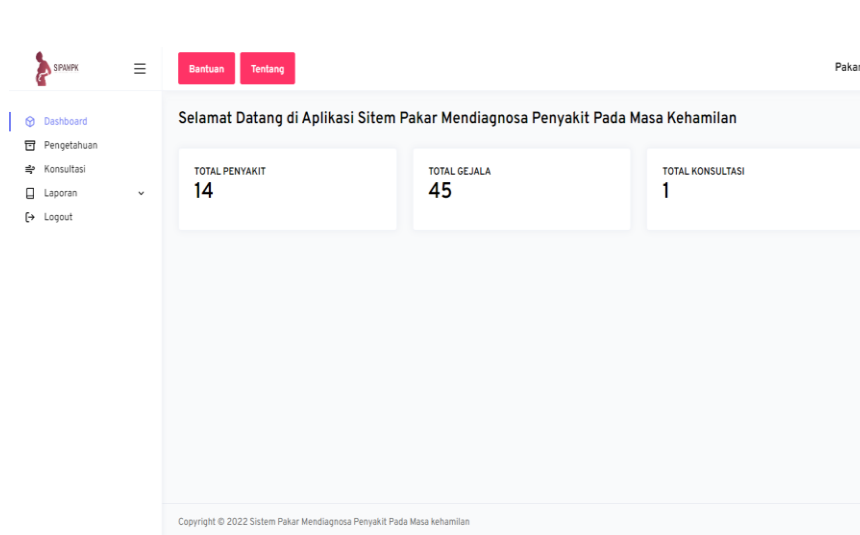 SIPAMPK
Bantuan
Tentang
Pakar
Dashboard
Pengetahuan
Konsultasi
Laporan
Logout
Selamat Datang di Aplikasi Sitem Pakar Mendiagnosa Penyakit Pada Masa Kehamilan
TOTAL PENYAKIT
14
TOTAL GEJALA
45
TOTAL KONSULTASI
1
Copyright © 2022 Sistem Pakar Mendiagnosa Penyakit Pada Masa kehamilan